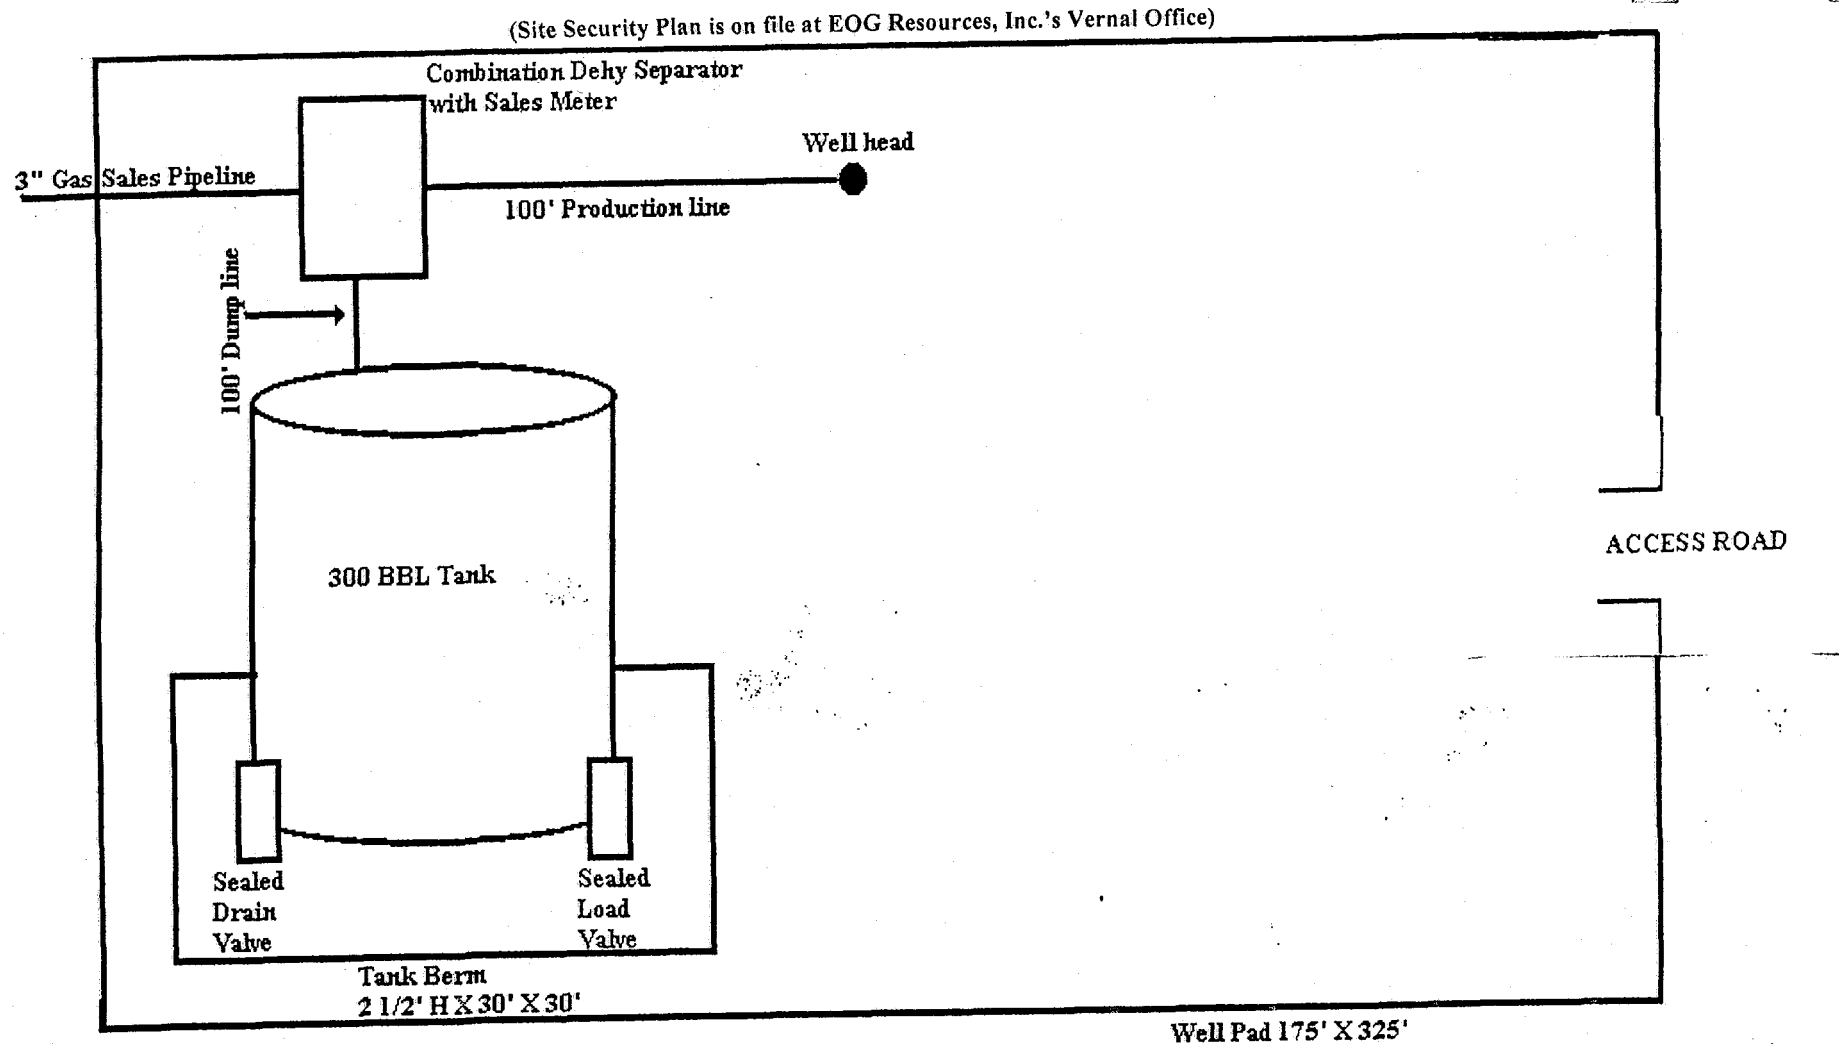 (Site Security Plan is on file at EOG Resources, Inc.'s Vernal Office)
Combination Dehy Separator
with Sales Meter
Well head
3" Gas Sales Pipeline
100' Production line
100' Dump line
ACCESS ROAD
300 BBL Tank
Sealed
Drain
Valve
Sealed
Load
Valve
Tank Berm
2 1/2' H X 30' X 30'
Well Pad 175' X 325'